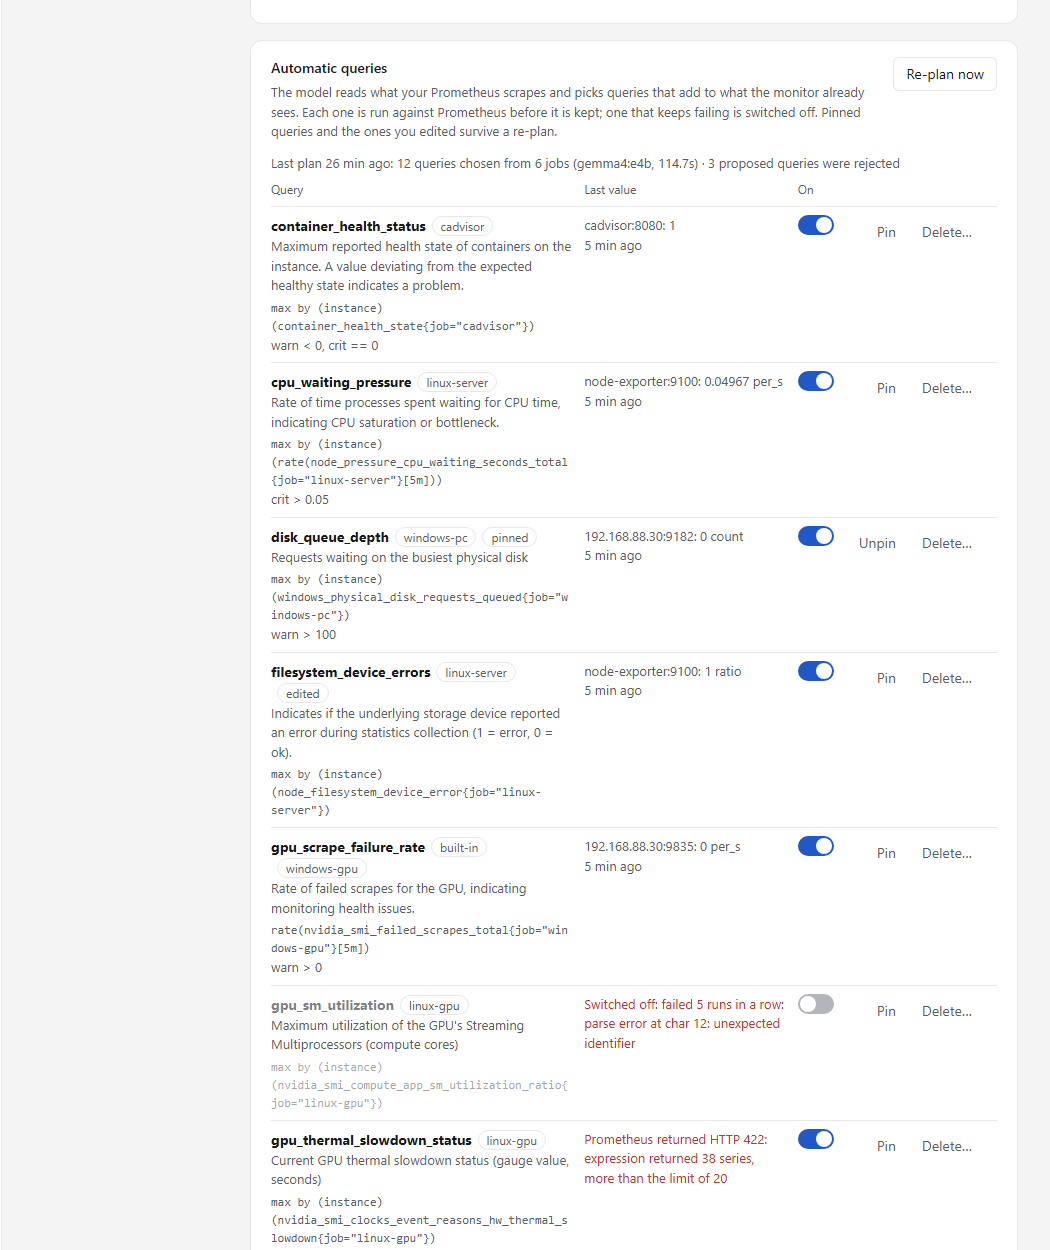 Automatic queries
Re-plan now
The model reads what your Prometheus scrapes and picks queries that add to what the monitor already
sees. Each one is run against Prometheus before it is kept; one that keeps failing is switched off. Pinned
queries and the ones you edited survive a re-plan.
Last plan 26 min ago: 12 queries chosen from 6 jobs (gemma4:e4b, 114.7s) · 3 proposed queries were rejected
Query Last value On
container_health_status cadvisor
Maximum reported health state of containers on the
instance. A value deviating from the expected
healthy state indicates a problem.
max by (instance)
(container_health_state{job="cadvisor"})
warn < 0, crit == 0
cadvisor:8080: 1
5 min ago
Pin Delete...
cpu_waiting_pressure linux-server
Rate of time processes spent waiting for CPU time,
indicating CPU saturation or bottleneck.
max by (instance)
(rate(node_pressure_cpu_waiting_seconds_total
{job="linux-server"}[5m]))
crit > 0.05
node-exporter:9100: 0.04967 per_s
5 min ago
Pin Delete...
disk_queue_depth windows-pc pinned
Requests waiting on the busiest physical disk
max by (instance)
(windows_physical_disk_requests_queued{job="w
indows-pc"})
warn > 100
192.168.88.30:9182: 0 count
5 min ago
Unpin Delete...
filesystem_device_errors linux-server
edited
Indicates if the underlying storage device reported
an error during statistics collection (1 = error, 0 =
ok).
max by (instance)
(node_filesystem_device_error{job="linux-
server"})
node-exporter:9100: 1 ratio
5 min ago
Pin Delete...
gpu_scrape_failure_rate built-in
windows-gpu
Rate of failed scrapes for the GPU, indicating
monitoring health issues.
rate(nvidia_smi_failed_scrapes_total{job="win
dows-gpu"}[5m])
warn > 0
192.168.88.30:9835: 0 per_s
5 min ago
Pin Delete...
gpu_sm_utilization linux-gpu
Maximum utilization of the GPU's Streaming
Multiprocessors (compute cores)
max by (instance)
(nvidia_smi_compute_app_sm_utilization_ratio{
job="linux-gpu"})
Switched off: failed 5 runs in a row:
parse error at char 12: unexpected
identifier
Pin Delete...
gpu_thermal_slowdown_status linux-gpu
Current GPU thermal slowdown status (gauge value,
seconds)
max by (instance)
(nvidia_smi_clocks_event_reasons_hw_thermal_s
lowdown{job="linux-gpu"})
Prometheus returned HTTP 422:
expression returned 38 series,
more than the limit of 20
Pin Delete...